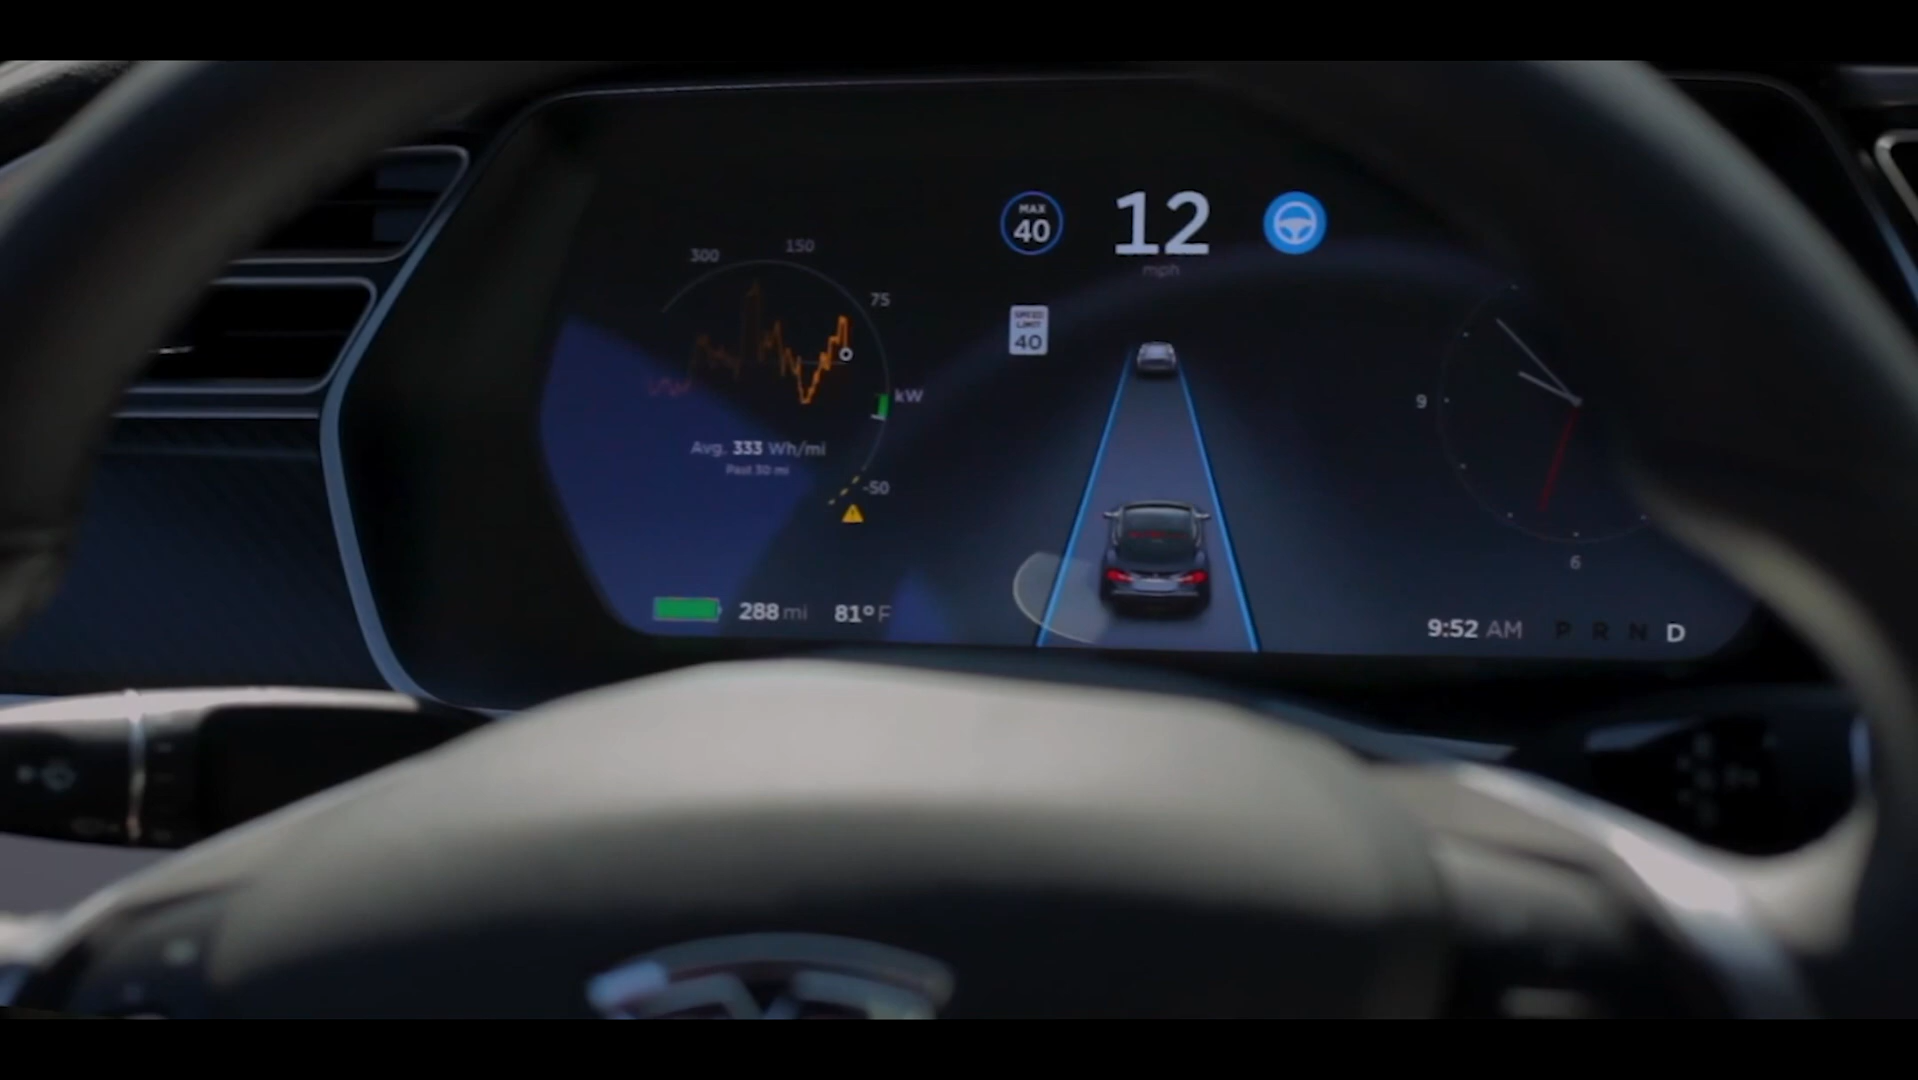 MAX
40
12
mph
300
150
75
SPEED
LIMIT
40
kW
9
Avg. 333 Wh/mi
Past 30 mi
-50
6
288 mi
81° F
9:52 AM
P R N D